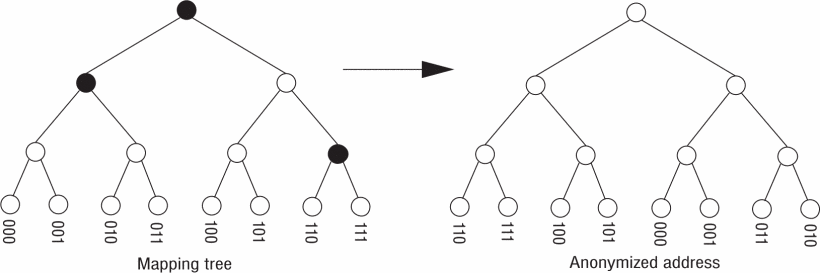 000 001 010 011 100 101 110 111
110 111 100 101 000 001 011 010
Mapping tree
Anonymized address